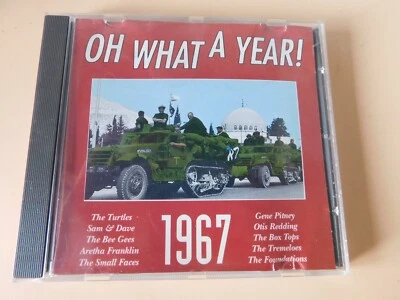 OH WHAT A YEAR!
The Turtles
Sam & Dave
The Bee Gees
Aretha Franklin
The Small Faces
1967
Gene Pitney
Otis Redding
The Box Tops
The Tremeloes
The Foundations